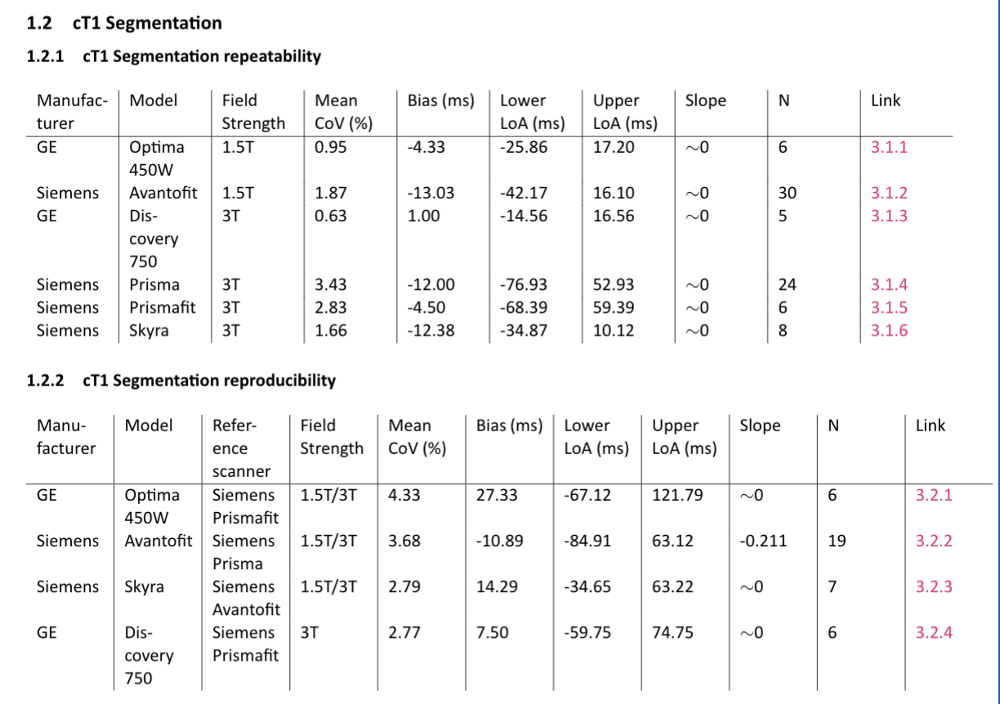 1.2 cT1 Segmentation
1.2.1 cT1 Segmentation repeatability
Manufac- Model Field Mean Bias (ms) Lower Upper Slope N Link
turer Strength CoV (%) LoA (ms) LoA (ms)
GE Optima 1.5T 0.95 -4.33 -25.86 17.20 ∼0 6 3.1.1
450W
Siemens Avantofit 1.5T 1.87 -13.03 -42.17 16.10 ∼0 30 3.1.2
GE Dis- 3T 0.63 1.00 -14.56 16.56 ∼0 5 3.1.3
covery
750
Siemens Prisma 3T 3.43 -12.00 -76.93 52.93 ∼0 24 3.1.4
Siemens Prismafit 3T 2.83 -4.50 -68.39 59.39 ∼0 6 3.1.5
Siemens Skyra 3T 1.66 -12.38 -34.87 10.12 ∼0 8 3.1.6
1.2.2 cT1 Segmentation reproducibility
Manu- Model Refer- Field Mean Bias (ms) Lower Upper Slope N Link
facturer ence Strength CoV (%) LoA (ms) LoA (ms)
scanner
GE Optima Siemens 1.5T/3T 4.33 27.33 -67.12 121.79 ∼0 6 3.2.1
450W Prismafit
Siemens Avantofit Siemens 1.5T/3T 3.68 -10.89 -84.91 63.12 -0.211 19 3.2.2
Prisma
Siemens Skyra Siemens 1.5T/3T 2.79 14.29 -34.65 63.22 ∼0 7 3.2.3
Avantofit
GE Dis- Siemens 3T 2.77 7.50 -59.75 74.75 ∼0 6 3.2.4
covery Prismafit
750